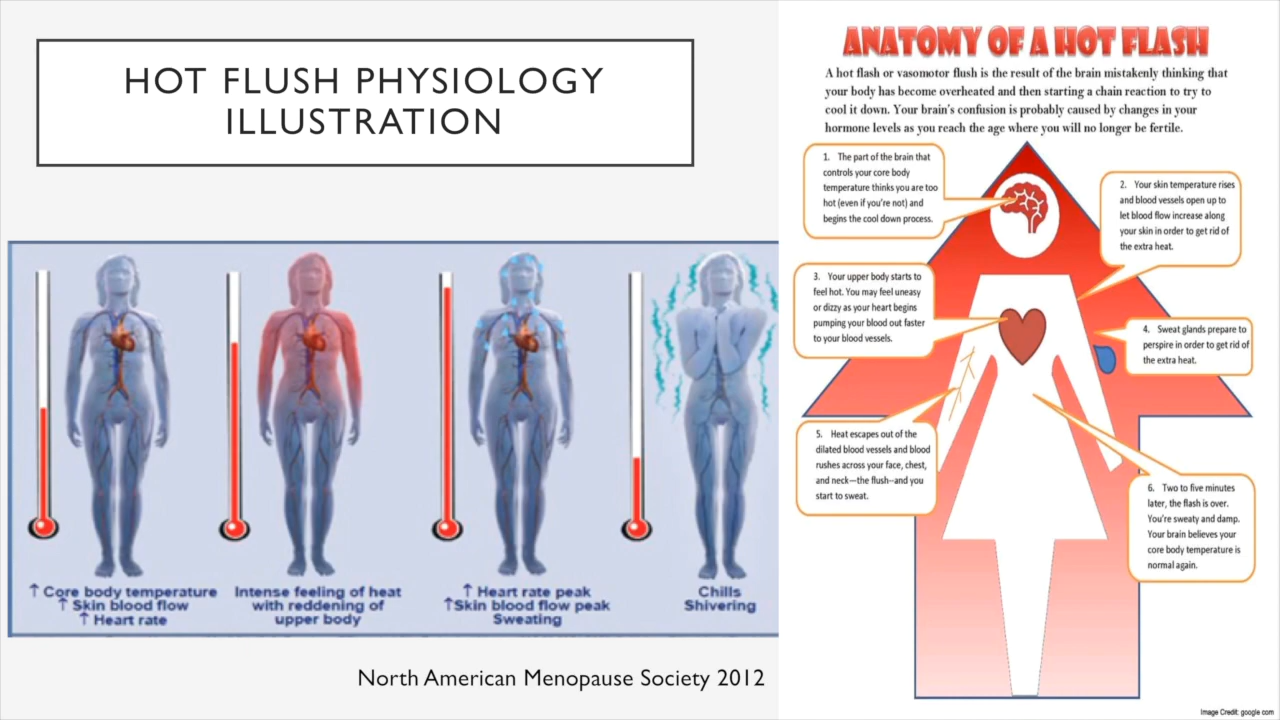 HOT FLUSH PHYSIOLOGY
ILLUSTRATION
↑ Core body temperature
↑ Skin blood flow
↑ Heart rate
Intense feeling of heat
with reddening of
upper body
↑ Heart rate peak
↑Skin blood flow peak
Sweating
Chills
Shivering
North American Menopause Society 2012
ANATOMY OF A HOT FLASH
A hot flash or vasomotor flush is the result of the brain mistakenly thinking that
your body has become overheated and then starting a chain reaction to try to
cool it down. Your brain's confusion is probably caused by changes in your
hormone levels as you reach the age where you will no longer be fertile.
1. The part of the brain that
controls your core body
temperature thinks you are too
hot (even if you're not) and
begins the cool down process.
2. Your skin temperature rises
and blood vessels open up to
let blood flow increase along
your skin in order to get rid of
the extra heat.
3. Your upper body starts to
feel hot. You may feel uneasy
or dizzy as your heart begins
pumping your blood out faster
to your blood vessels.
4. Sweat glands prepare to
perspire in order to get rid of
the extra heat.
5. Heat escapes out of the
dilated blood vessels and blood
rushes across your face, chest,
and neck—the flush--and you
start to sweat.
6. Two to five minutes
later, the flash is over.
You're sweaty and damp.
Your brain believes your
core body temperature is
normal again.
Image Credit: google com